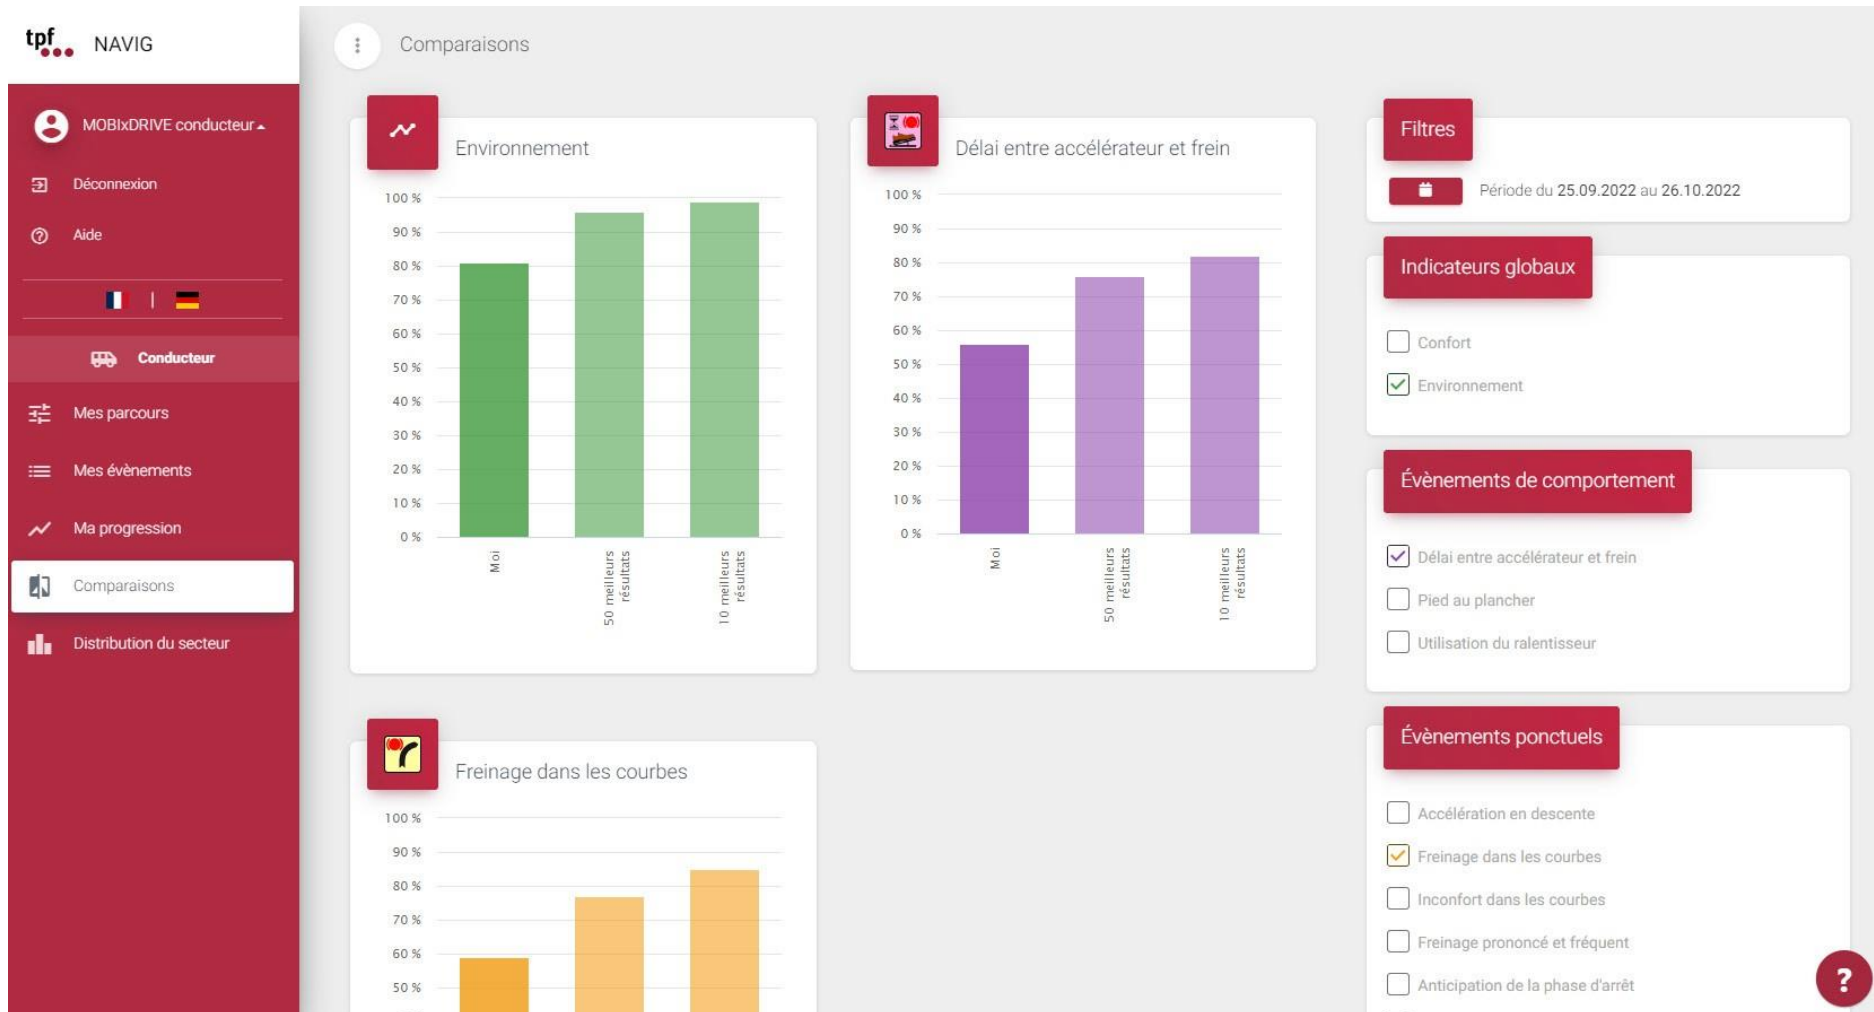 tpf NAVIG
MOBIxDRIVE conducteur
Déconnexion
Aide
Conducteur
Mes parcours
Mes évènements
Ma progression
Comparaisons
Distribution du secteur
Comparaisons
Environnement
100 %
90 %
80 %
70 %
60 %
50 %
40 %
30 %
20 %
10 %
0 %
Moi
50 meilleurs
résultats
10 meilleurs
résultats
Délai entre accélérateur et frein
100 %
90 %
80 %
70 %
60 %
50 %
40 %
30 %
20 %
10 %
0 %
Moi
50 meilleurs
résultats
10 meilleurs
résultats
Freinage dans les courbes
100 %
90 %
80 %
70 %
60 %
50 %
Filtres
Période du 25.09.2022 au 26.10.2022
Indicateurs globaux
Confort
Environnement
Évènements de comportement
Délai entre accélérateur et frein
Pied au plancher
Utilisation du ralentisseur
Évènements ponctuels
Accélération en descente
Freinage dans les courbes
Inconfort dans les courbes
Freinage prononcé et fréquent
Anticipation de la phase d'arrêt
?